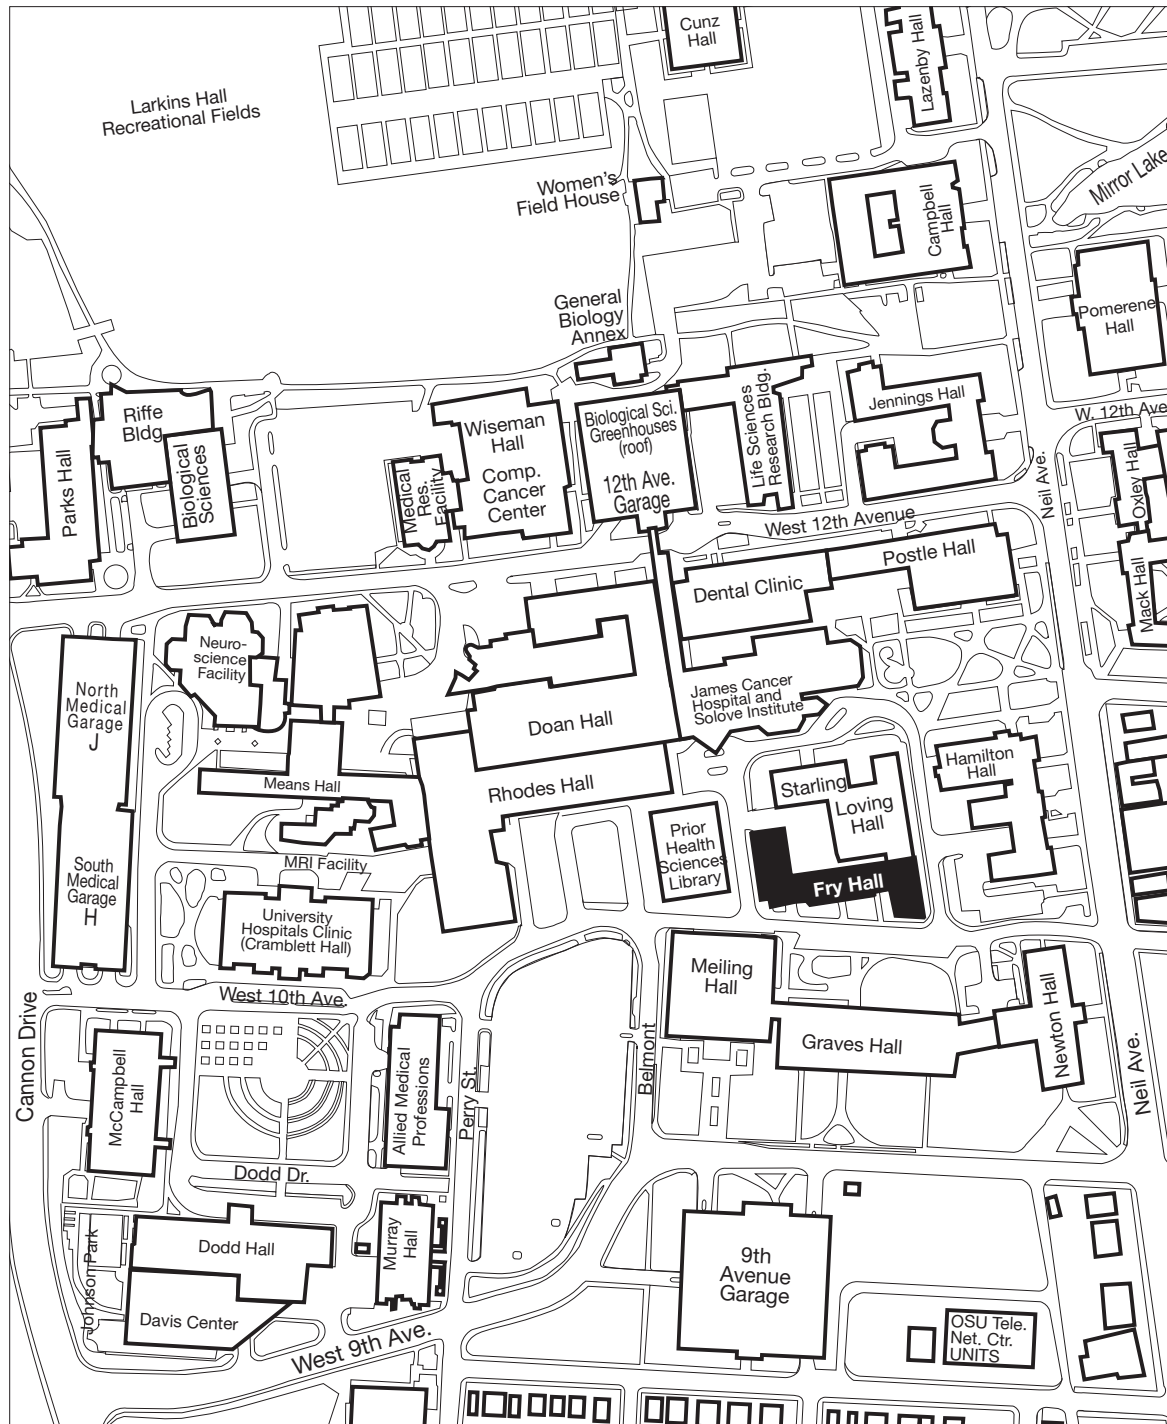 Cunz
Hall
Lazenby Hall
Larkins Hall
Recreational Fields
Mirror Lake
Women's
Field House
Campbell
Hall
General
Biology
Annex
Pomerene
Hall
Riffe
Bldg.
Parks Hall
Biological
Sciences
Wiseman
Hall
Comp.
Cancer
Center
Medical
Res.
Facility
Biological Sci.
Greenhouses
(roof)
12th Ave.
Garage
Life Sciences
Research Bldg.
Jennings Hall
W. 12th Ave
Oxley Hall
Neil Ave.
West 12th Avenue
Postle Hall
Dental Clinic
Mack Hall
Neuro-
science
Facility
North
Medical
Garage
J
James Cancer
Hospital and
Solove Institute
Doan Hall
Hamilton
Hall
Means Hall
Rhodes Hall
Starling
Loving
Hall
Prior
Health
Sciences
Library
MRI Facility
South
Medical
Garage
H
Fry Hall
University
Hospitals Clinic
(Cramblett Hall)
Meiling
Hall
West 10th Ave.
Newton Hall
Graves Hall
Cannon Drive
McCampbell
Hall
Allied Medical
Professions
Perry St.
Belmont
Neil Ave.
Dodd Dr.
Johnson Park
Dodd Hall
Murray
Hall
9th
Avenue
Garage
Davis Center
West 9th Ave.
OSU Tele.
Net. Ctr.
UNITS